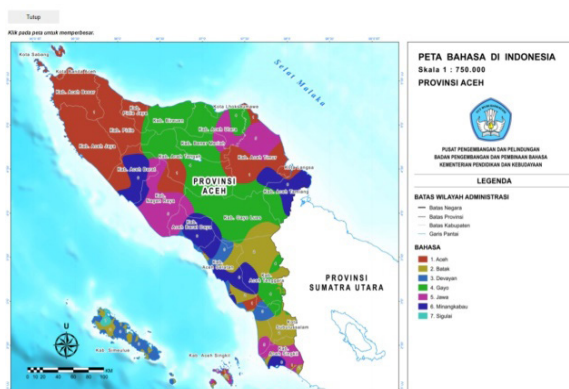 Tutup
Klik pada peta untuk memperbesar.
PETA BAHASA DI INDONESIA
Skala 1 : 750.000
PROVINSI ACEH
PUSAT PENGEMBANGAN DAN PELINDUNGAN
BADAN PENGEMBANGAN DAN PEMBINAAN BAHASA
KEMENTERIAN PENDIDIKAN DAN KEBUDAYAAN
LEGENDA
BATAS WILAYAH ADMINISTRASI
Batas Negara
Batas Provinsi
Batas Kabupaten
Garis Pantai
BAHASA
1. Aceh
2. Batak
3. Devayan
4. Gayo
5. Jawa
6. Minangkabau
7. Sigulai
Kota Sabang
Selat Malaka
Kab. Aceh Besar
Kab. Pidie Jaya
Kab. Bireuen
Kota Lhokseumawe
Kab. Aceh Utara
Kab. Pidie
Kab. Bener Meriah
Kab. Aceh Jaya
Kab. Aceh Tengah
Kab. Aceh Timur
Kab. Aceh Barat
PROVINSI
ACEH
Kab. Aceh Tamiang
Kab. Nagan Raya
Kab. Gayo Lues
Kab. Aceh Barat Daya
PROVINSI
SUMATRA UTARA
Kab. Simeulue
Kab. Aceh Singkil
Kab. Aceh Singkil
U
KM